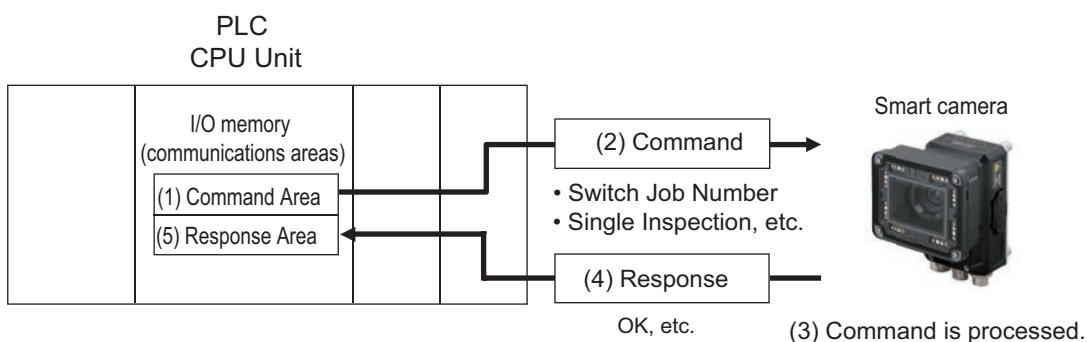 PLC
CPU Unit
I/O memory
(communications areas)
(1) Command Area
(5) Response Area
(2) Command
• Switch Job Number
• Single Inspection, etc.
(4) Response
OK, etc.
Smart camera
(3) Command is processed.